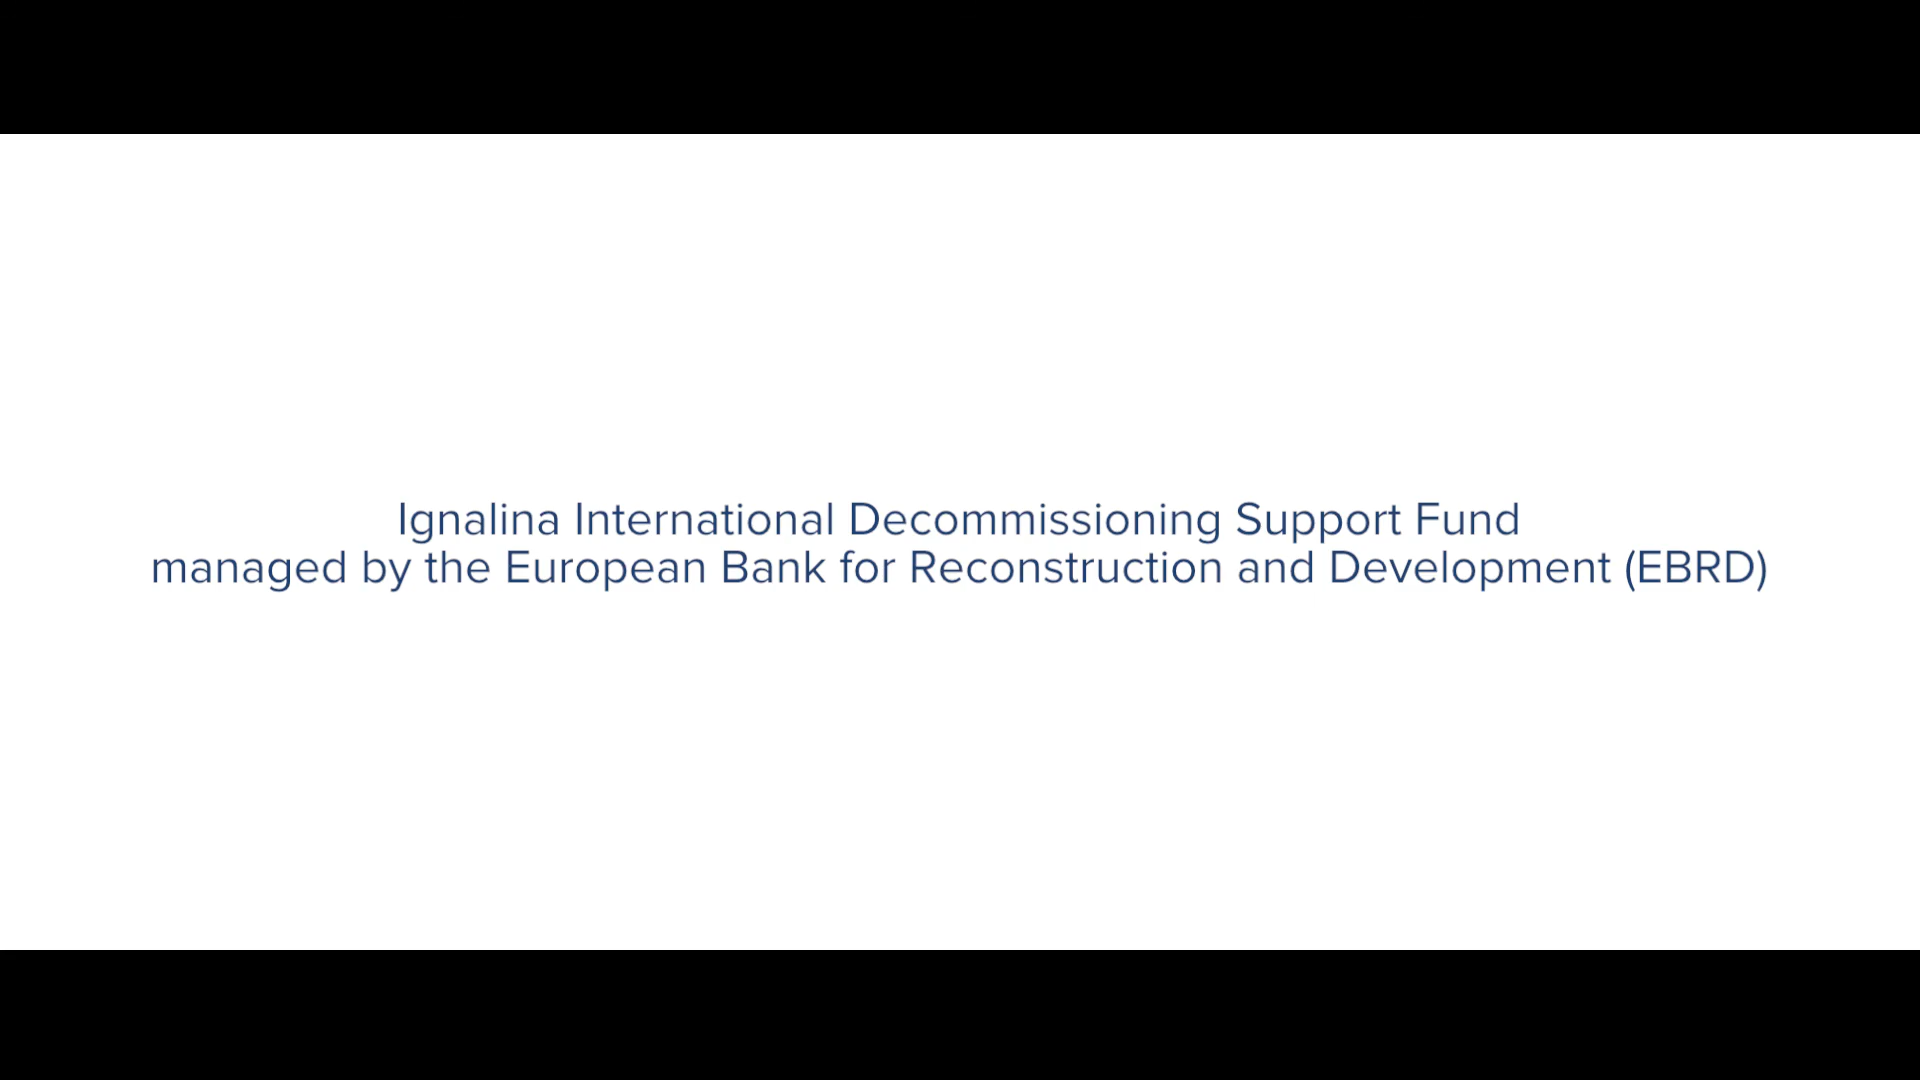 Ignalina International Decommissioning Support Fund
managed by the European Bank for Reconstruction and Development (EBRD)